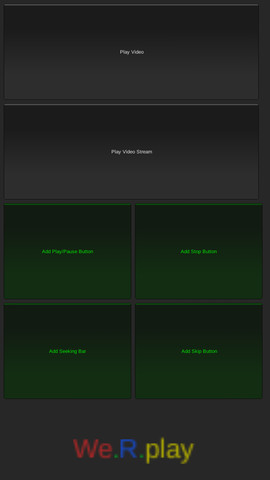 Play Video
Play Video Stream
Add Play/Pause Button
Add Stop Button
Add Seeking Bar
Add Skip Button
We.R.play